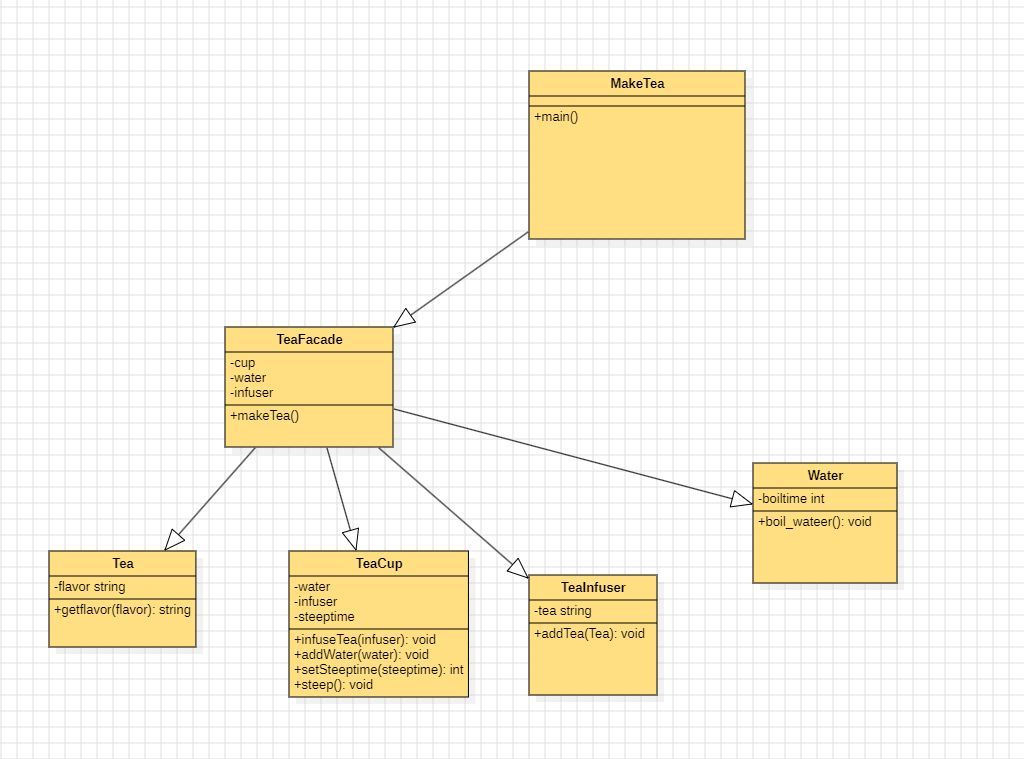 MakeTea
+main()
TeaFacade
-cup
-water
-infuser
+makeTea()
Water
-boiltime int
+boil_wateer(): void
Tea
-flavor string
+getflavor(flavor): string
TeaCup
-water
-infuser
-steeptime
+infuseTea(infuser): void
+addWater(water): void
+setSteeptime(steeptime): int
+steep(): void
TeaInfuser
-tea string
+addTea(Tea): void